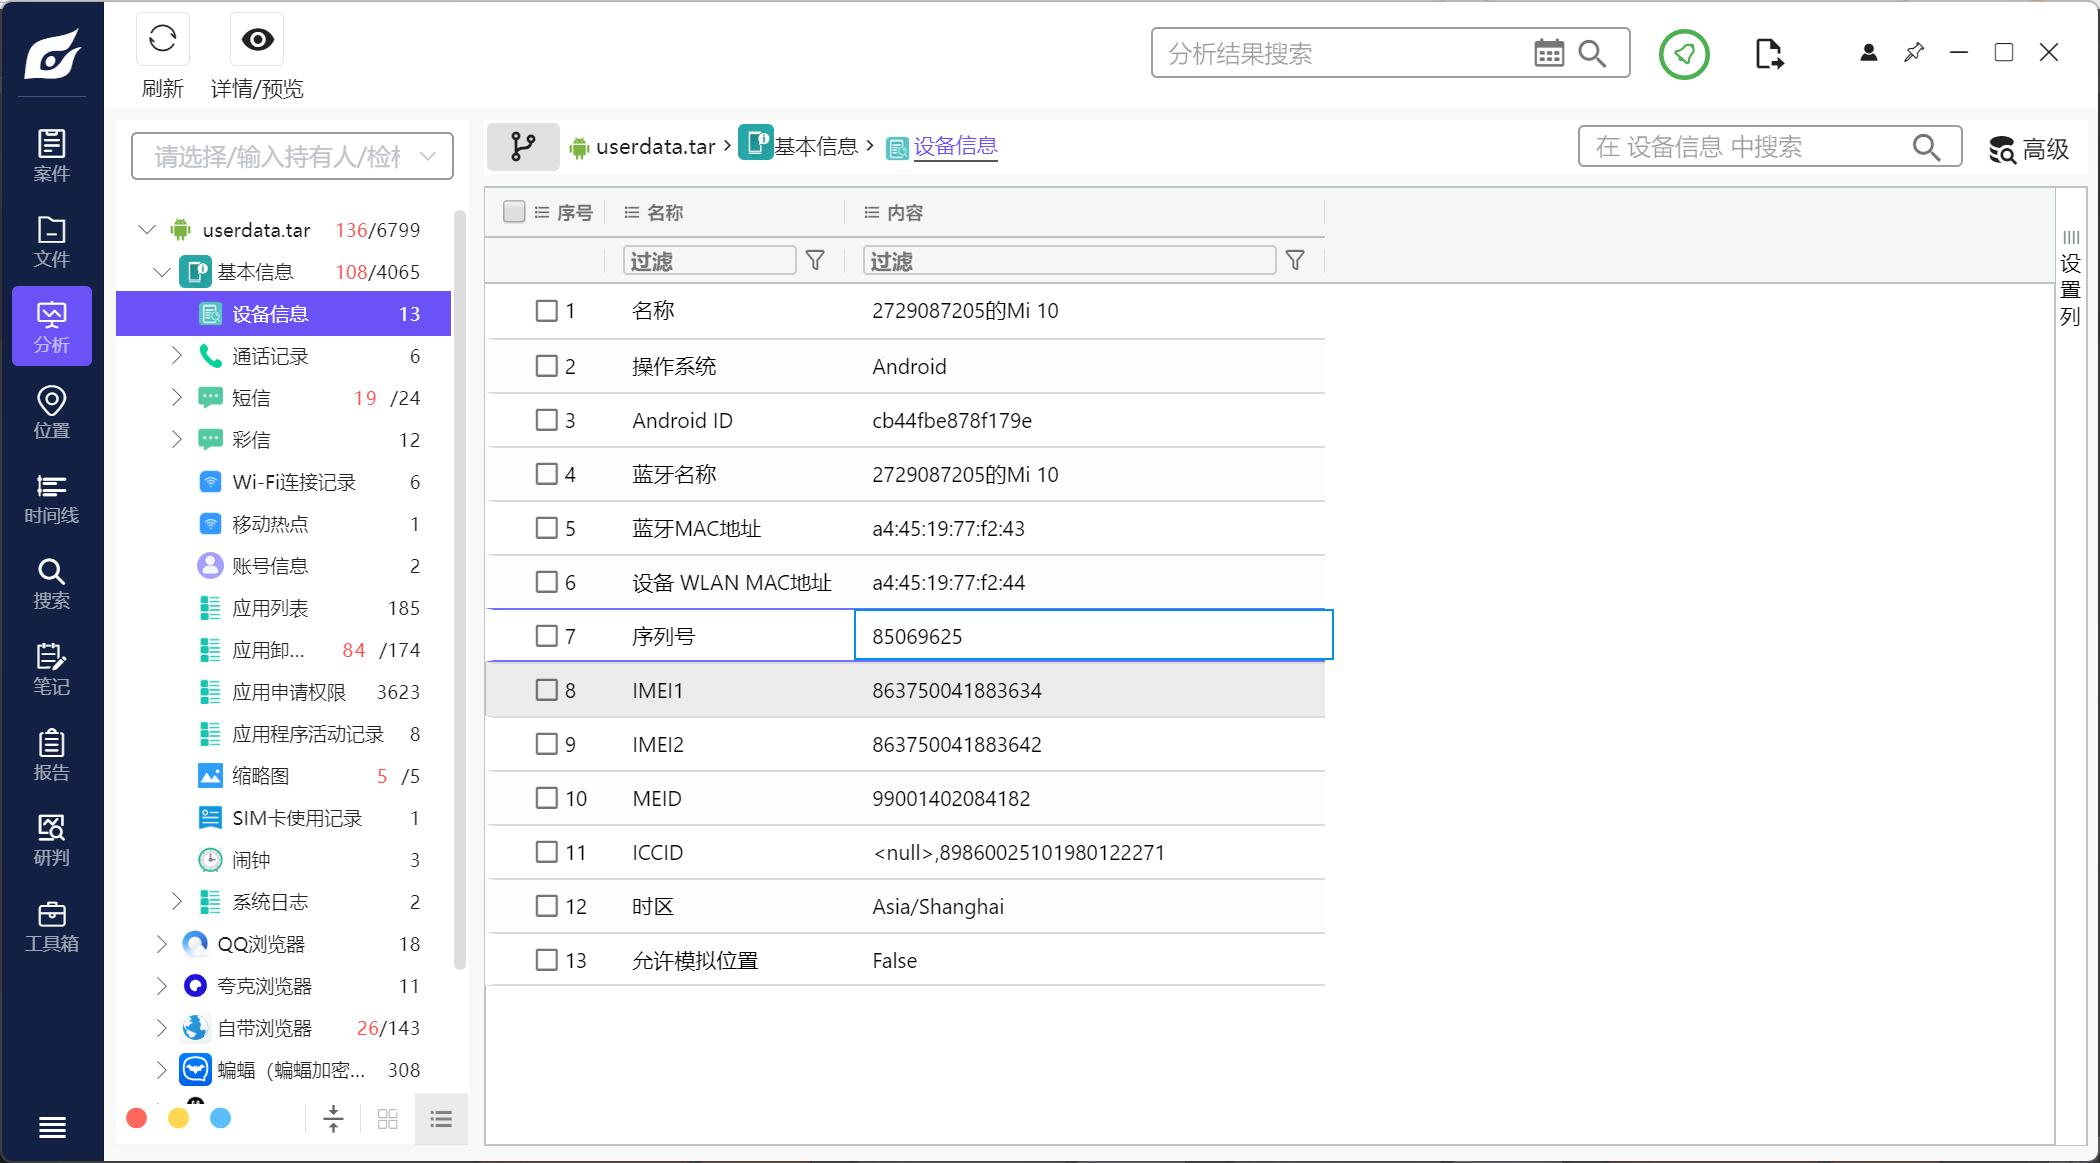 刷新
详情/预览
分析结果搜索
案件
文件
分析
位置
时间线
搜索
笔记
报告
研判
工具箱
请选择/输入持有人/检材
userdata.tar 136/6799
基本信息 108/4065
设备信息 13
通话记录 6
短信 19 /24
彩信 12
Wi-Fi连接记录 6
移动热点 1
账号信息 2
应用列表 185
应用卸... 84 /174
应用申请权限 3623
应用程序活动记录 8
缩略图 5 /5
SIM卡使用记录 1
闹钟 3
系统日志 2
QQ浏览器 18
夸克浏览器 11
自带浏览器 26/143
蝙蝠（蝙蝠加密... 308
userdata.tar › 基本信息 › 设备信息
在 设备信息 中搜索
高级
序号 名称 内容
过滤 过滤
1 名称 2729087205的Mi 10
2 操作系统 Android
3 Android ID cb44fbe878f179e
4 蓝牙名称 2729087205的Mi 10
5 蓝牙MAC地址 a4:45:19:77:f2:43
6 设备 WLAN MAC地址 a4:45:19:77:f2:44
7 序列号 85069625
8 IMEI1 863750041883634
9 IMEI2 863750041883642
10 MEID 99001402084182
11 ICCID <null>,89860025101980122271
12 时区 Asia/Shanghai
13 允许模拟位置 False
设置列